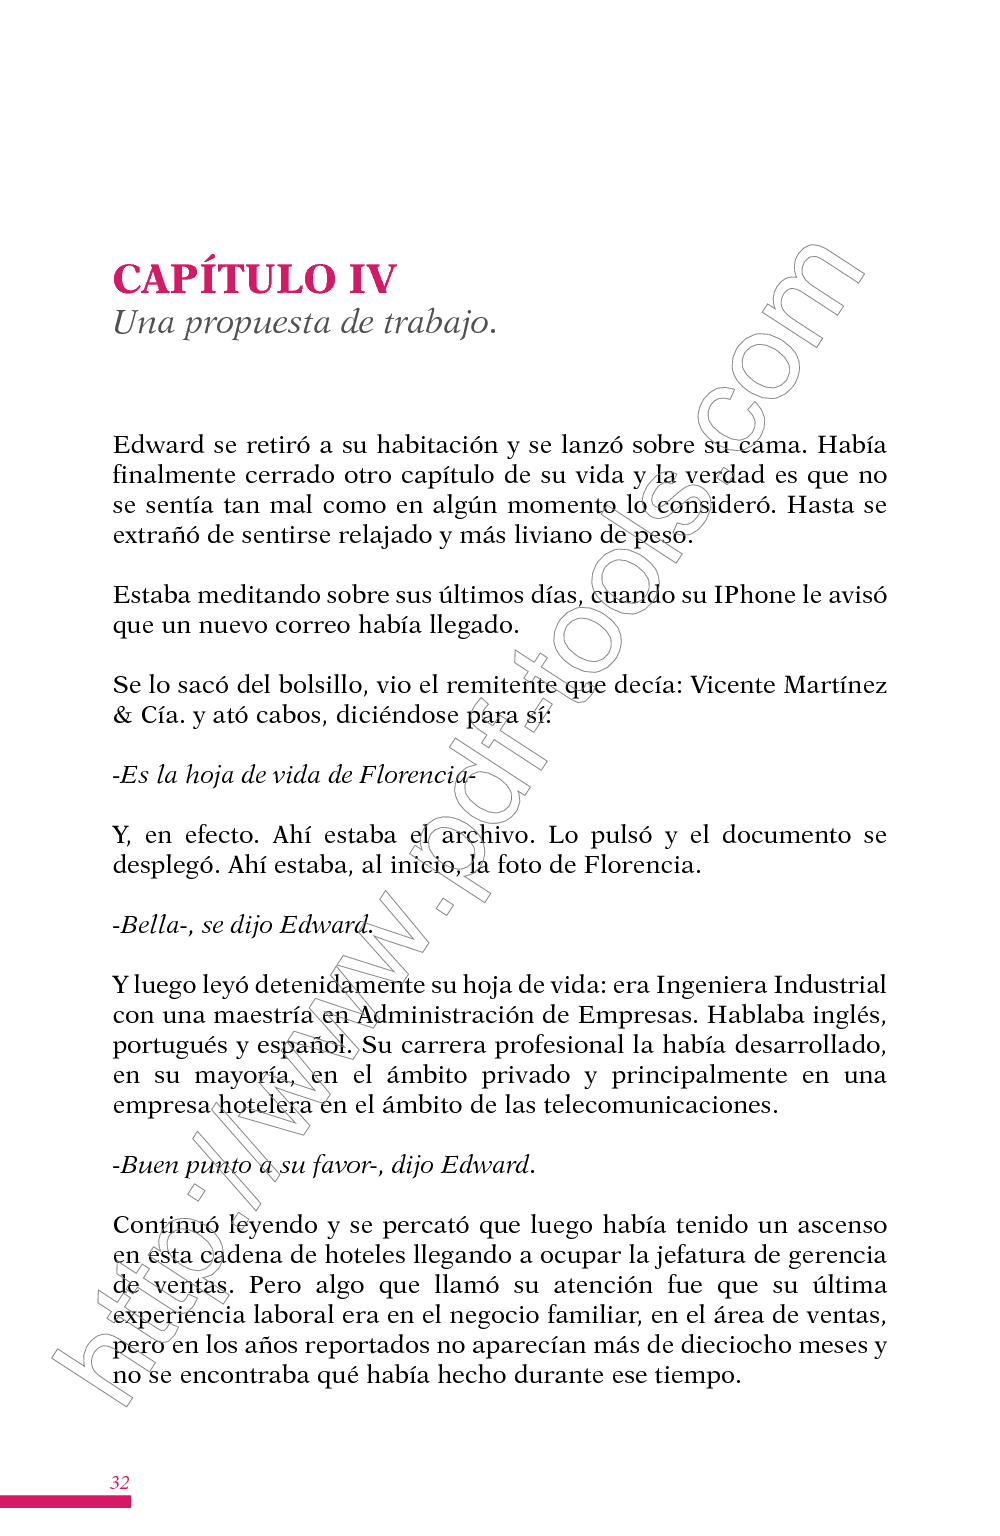 CAPÍTULO IV
Una propuesta de trabajo.
Edward se retiró a su habitación y se lanzó sobre su cama. Había
finalmente cerrado otro capítulo de su vida y la verdad es que no
se sentía tan mal como en algún momento lo consideró. Hasta se
extrañó de sentirse relajado y más liviano de peso.
Estaba meditando sobre sus últimos días, cuando su IPhone le avisó
que un nuevo correo había llegado.
Se lo sacó del bolsillo, vio el remitente que decía: Vicente Martínez
& Cía. y ató cabos, diciéndose para sí:
-Es la hoja de vida de Florencia-
Y, en efecto. Ahí estaba el archivo. Lo pulsó y el documento se
desplegó. Ahí estaba, al inicio, la foto de Florencia.
-Bella-, se dijo Edward.
Y luego leyó detenidamente su hoja de vida: era Ingeniera Industrial
con una maestría en Administración de Empresas. Hablaba inglés,
portugués y español. Su carrera profesional la había desarrollado,
en su mayoría, en el ámbito privado y principalmente en una
empresa hotelera en el ámbito de las telecomunicaciones.
-Buen punto a su favor-, dijo Edward.
Continuó leyendo y se percató que luego había tenido un ascenso
en esta cadena de hoteles llegando a ocupar la jefatura de gerencia
de ventas. Pero algo que llamó su atención fue que su última
experiencia laboral era en el negocio familiar, en el área de ventas,
pero en los años reportados no aparecían más de dieciocho meses y
no se encontraba qué había hecho durante ese tiempo.
32
http://www.pdf-tools.com